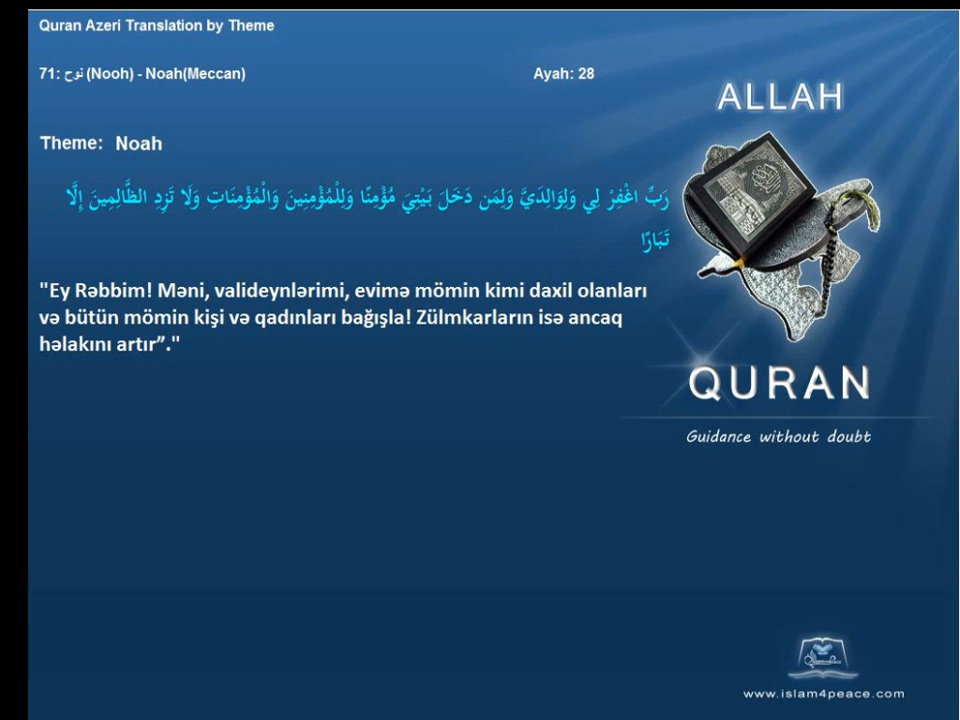 Quran Azeri Translation by Theme
71: نوح (Nooh) - Noah(Meccan) Ayah: 28
Theme: Noah
رَبِّ اغْفِرْ لِي وَلِوَالِدَيَّ وَلِمَن دَخَلَ بَيْتِيَ مُؤْمِنًا وَلِلْمُؤْمِنِينَ وَالْمُؤْمِنَاتِ وَلَا تَزِدِ الظَّالِمِينَ إِلَّا
تَبَارًا
"Ey Rəbbim! Məni, valideynlərimi, evimə mömin kimi daxil olanları
və bütün mömin kişi və qadınları bağışla! Zülmkarların isə ancaq
həlakını artır”."
ALLAH
QURAN
Guidance without doubt
www.islam4peace.com